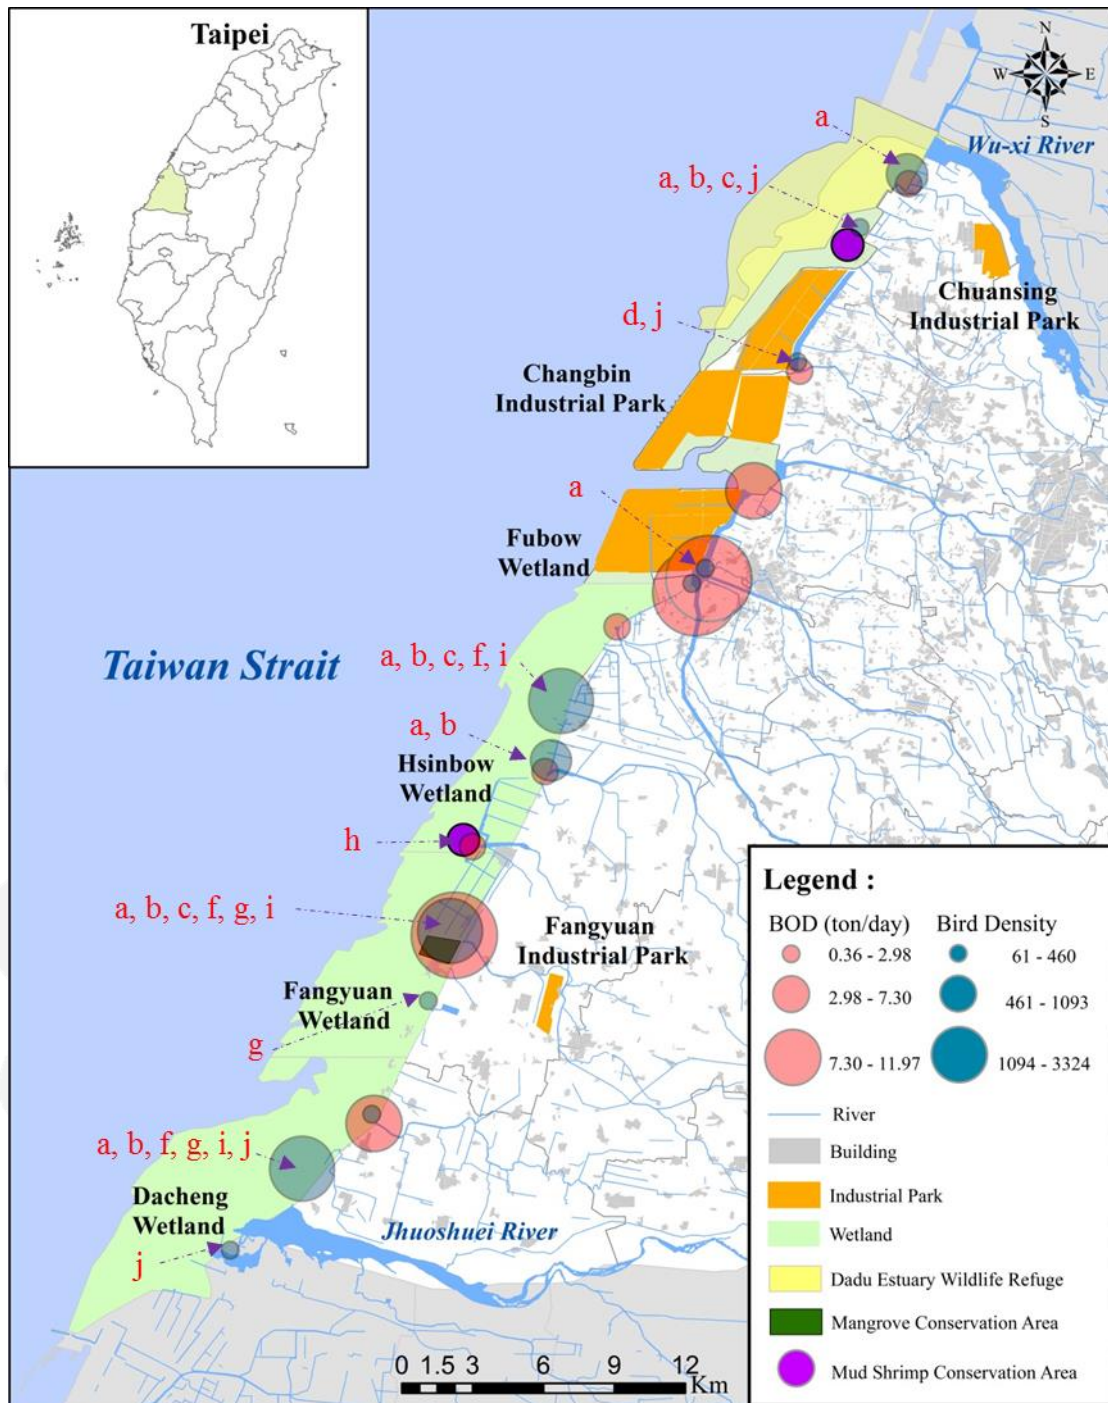 Taipei
N
W
E
S
Wu-xi River
a
a, b, c, j
Chuansing
Industrial Park
d, j
Changbin
Industrial Park
a
Fubow
Wetland
Taiwan Strait
a, b, c, f, i
a, b
Hsinbow
Wetland
h
a, b, c, f, g, i
Fangyuan
Industrial Park
Fangyuan
Wetland
g
a, b, f, g, i, j
Dacheng
Wetland
j
Jhuoshuei River
0 1.5 3 6 9 12
Km
Legend :
BOD (ton/day) Bird Density
0.36 - 2.98 61 - 460
2.98 - 7.30 461 - 1093
7.30 - 11.97 1094 - 3324
River
Building
Industrial Park
Wetland
Dadu Estuary Wildlife Refuge
Mangrove Conservation Area
Mud Shrimp Conservation Area